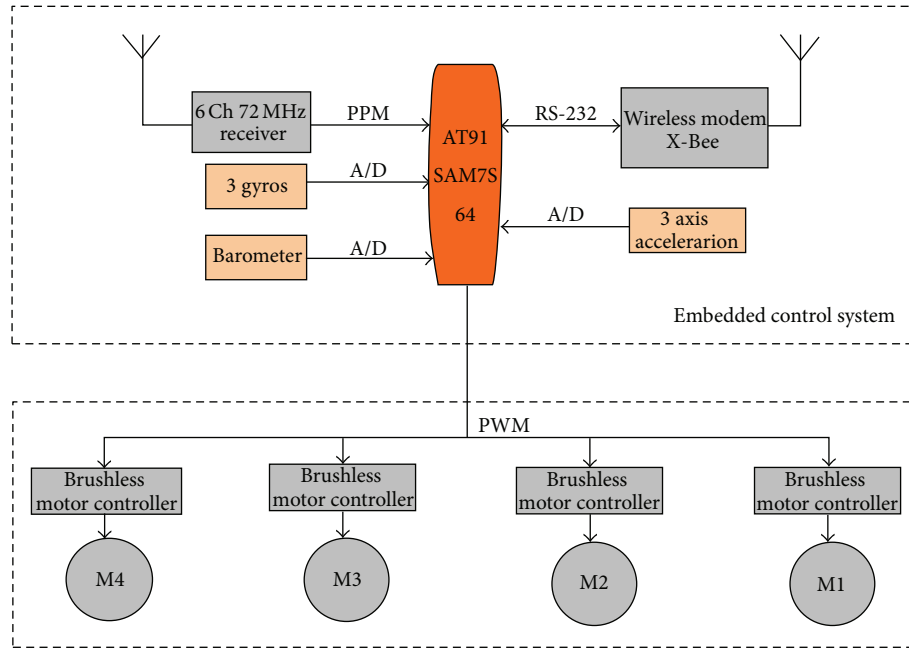 6 Ch 72 MHz
receiver
PPM
AT91
SAM7S
64
RS-232
Wireless modem
X-Bee
3 gyros
A/D
A/D
3 axis
accelerarion
Barometer
A/D
Embedded control system
PWM
Brushless
motor controller
Brushless
motor controller
Brushless
motor controller
Brushless
motor controller
M4
M3
M2
M1